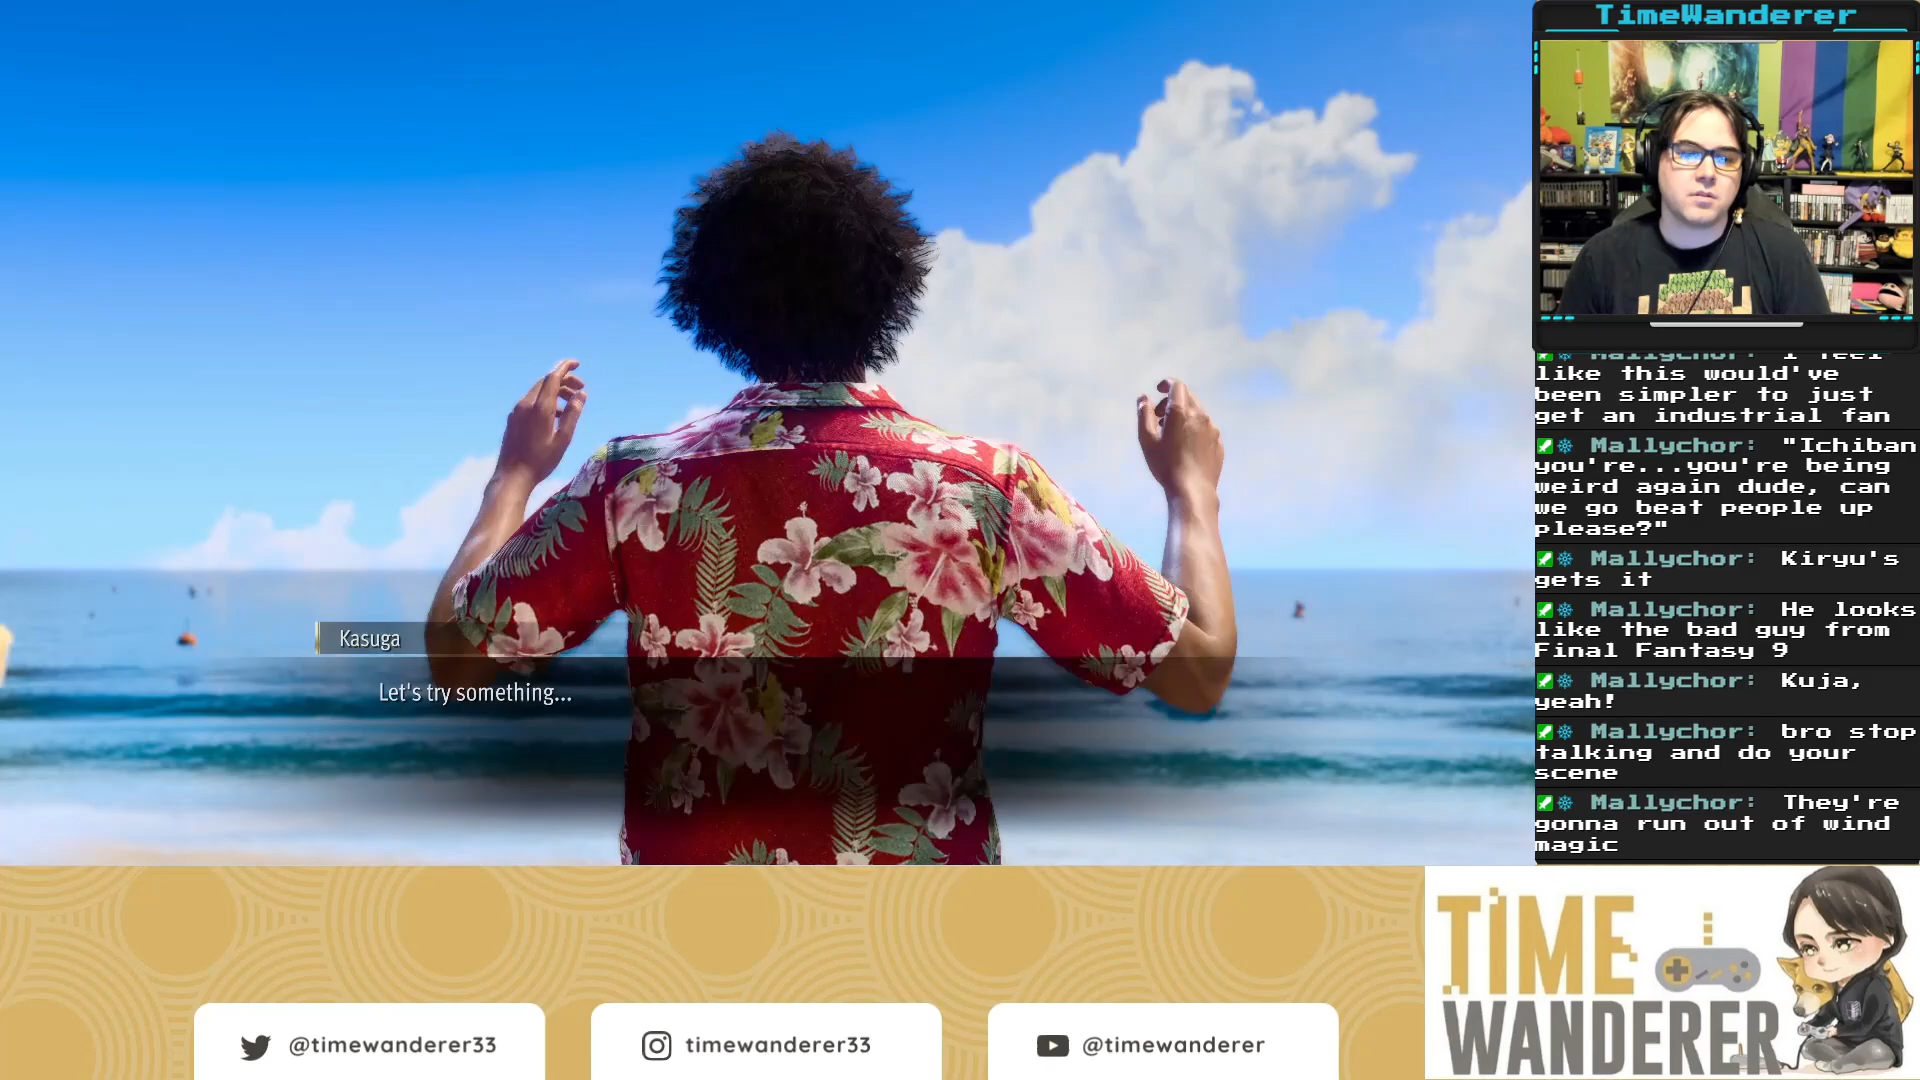 TimeWanderer
Mallychor: I feel
like this would've
been simpler to just
get an industrial fan
Mallychor: "Ichiban
you're...you're being
weird again dude, can
we go beat people up
please?"
Mallychor: Kiryu's
gets it
Mallychor: He looks
like the bad guy from
Final Fantasy 9
Mallychor: Kuja,
yeah!
Mallychor: bro stop
talking and do your
scene
Mallychor: They're
gonna run out of wind
magic
Kasuga
Let's try something...
@timewanderer33
timewanderer33
@timewanderer
TIME
WANDERER